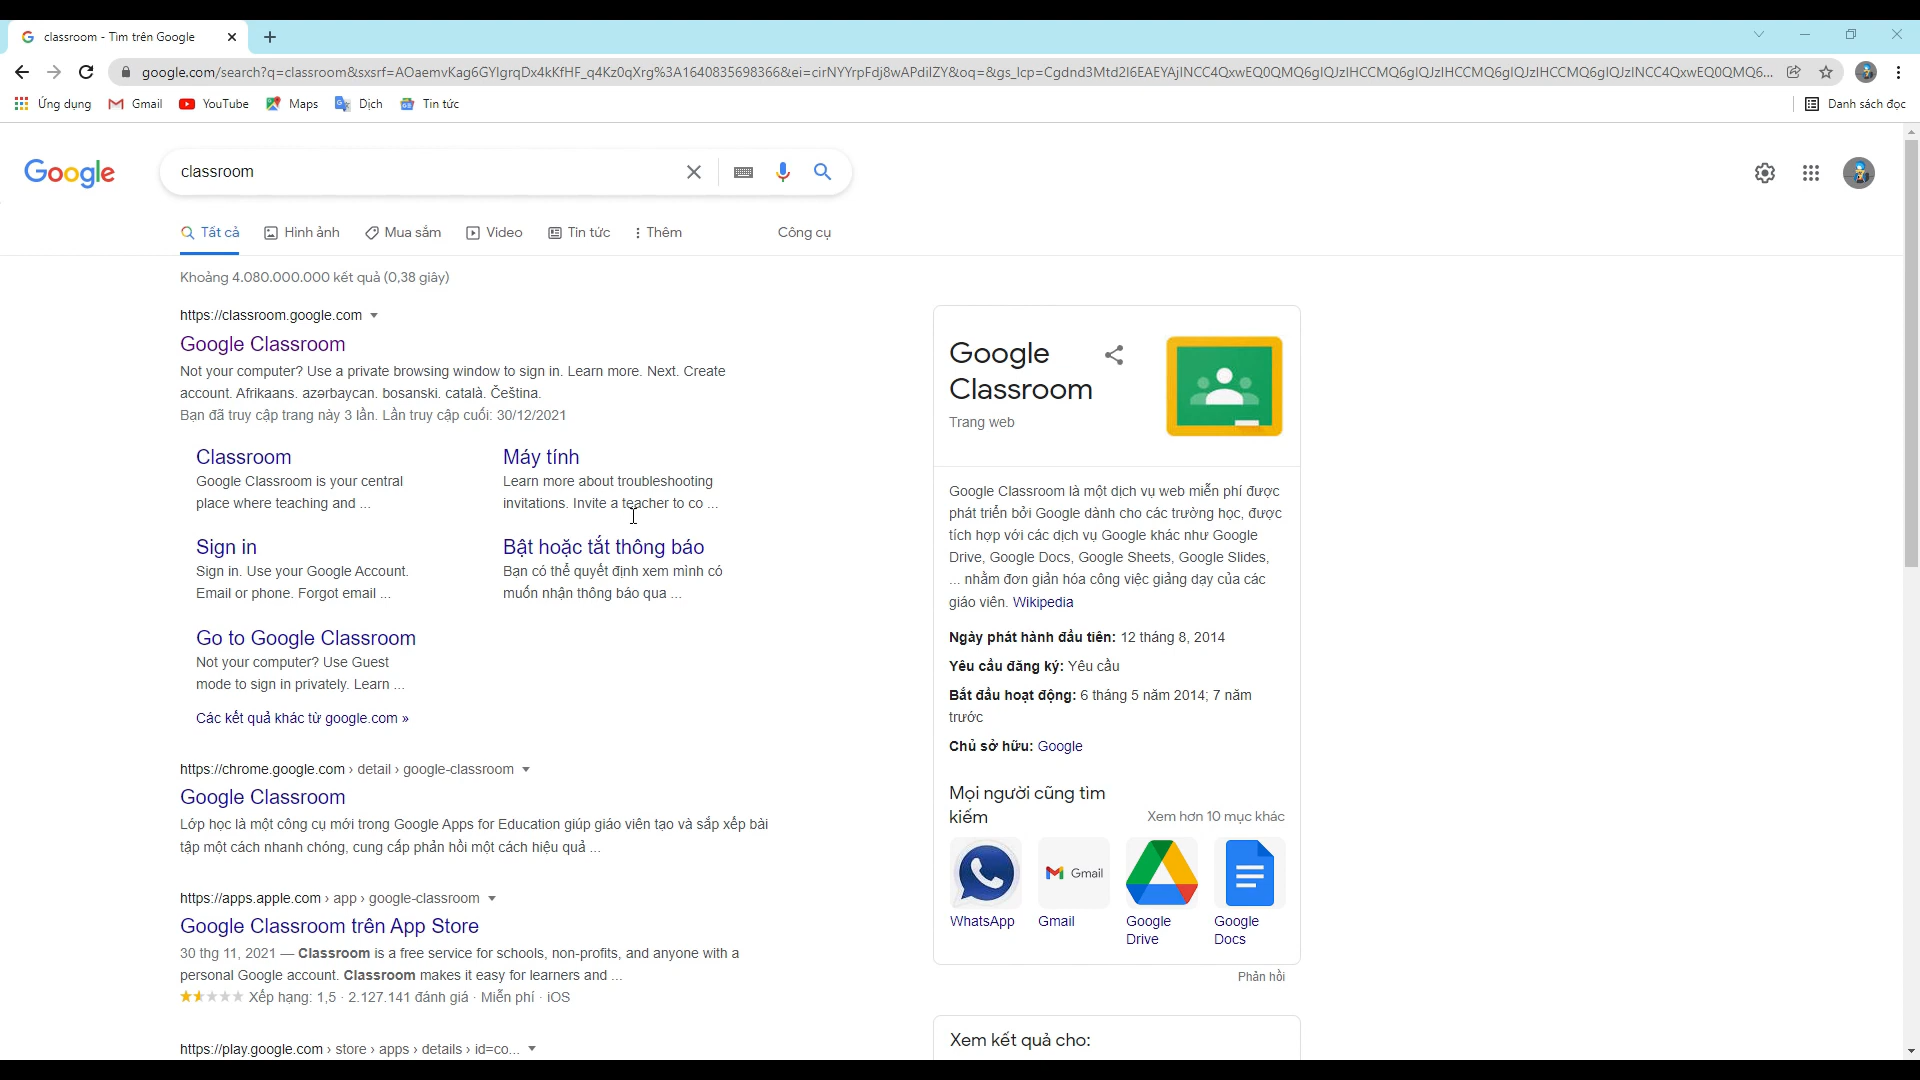 classroom - Tìm trên Google
google.com/search?q=classroom&sxsrf=AOaemvKag6GYlgrqDx4kKfHF_q4Kz0qXrg%3A1640835698366&ei=cirNYYrpFdj8wAPdilZY&oq=&gs_lcp=Cgdnd3Mtd2l6EAEYAjINCC4QxwEQ0QMQ6gIQJzIHCCMQ6gIQJzIHCCMQ6gIQJzIHCCMQ6gIQJzINCC4QxwEQ0QMQ6...
Ứng dụng Gmail YouTube Maps Dịch Tin tức Danh sách đọc
Google classroom
Tất cả Hình ảnh Mua sắm Video Tin tức Thêm Công cụ
Khoảng 4.080.000.000 kết quả (0,38 giây)
https://classroom.google.com
Google Classroom
Not your computer? Use a private browsing window to sign in. Learn more. Next. Create
account. Afrikaans. azərbaycan. bosanski. català. Čeština.
Bạn đã truy cập trang này 3 lần. Lần truy cập cuối: 30/12/2021
Classroom
Google Classroom is your central
place where teaching and ...
Máy tính
Learn more about troubleshooting
invitations. Invite a teacher to co ...
Sign in
Sign in. Use your Google Account.
Email or phone. Forgot email ...
Bật hoặc tắt thông báo
Bạn có thể quyết định xem mình có
muốn nhận thông báo qua ...
Go to Google Classroom
Not your computer? Use Guest
mode to sign in privately. Learn ...
Các kết quả khác từ google.com »
https://chrome.google.com › detail › google-classroom
Google Classroom
Lớp học là một công cụ mới trong Google Apps for Education giúp giáo viên tạo và sắp xếp bài
tập một cách nhanh chóng, cung cấp phản hồi một cách hiệu quả ...
https://apps.apple.com › app › google-classroom
Google Classroom trên App Store
30 thg 11, 2021 — Classroom is a free service for schools, non-profits, and anyone with a
personal Google account. Classroom makes it easy for learners and ...
Xếp hạng: 1,5 · 2.127.141 đánh giá · Miễn phí · iOS
https://play.google.com › store › apps › details › id=co...
Google
Classroom
Trang web
Google Classroom là một dịch vụ web miễn phí được
phát triển bởi Google dành cho các trường học, được
tích hợp với các dịch vụ Google khác như Google
Drive, Google Docs, Google Sheets, Google Slides,
... nhằm đơn giản hóa công việc giảng dạy của các
giáo viên. Wikipedia
Ngày phát hành đầu tiên: 12 tháng 8, 2014
Yêu cầu đăng ký: Yêu cầu
Bắt đầu hoạt động: 6 tháng 5 năm 2014; 7 năm
trước
Chủ sở hữu: Google
Mọi người cũng tìm
kiếm
Xem hơn 10 mục khác
Gmail
WhatsApp Gmail Google Google
Drive Docs
Phản hồi
Xem kết quả cho: